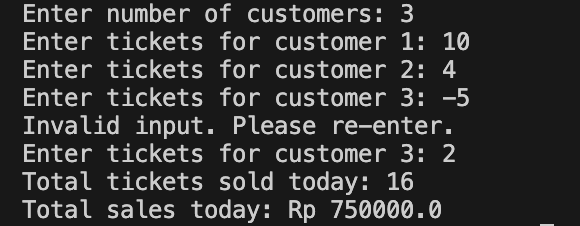 Enter number of customers: 3
Enter tickets for customer 1: 10
Enter tickets for customer 2: 4
Enter tickets for customer 3: -5
Invalid input. Please re-enter.
Enter tickets for customer 3: 2
Total tickets sold today: 16
Total sales today: Rp 750000.0